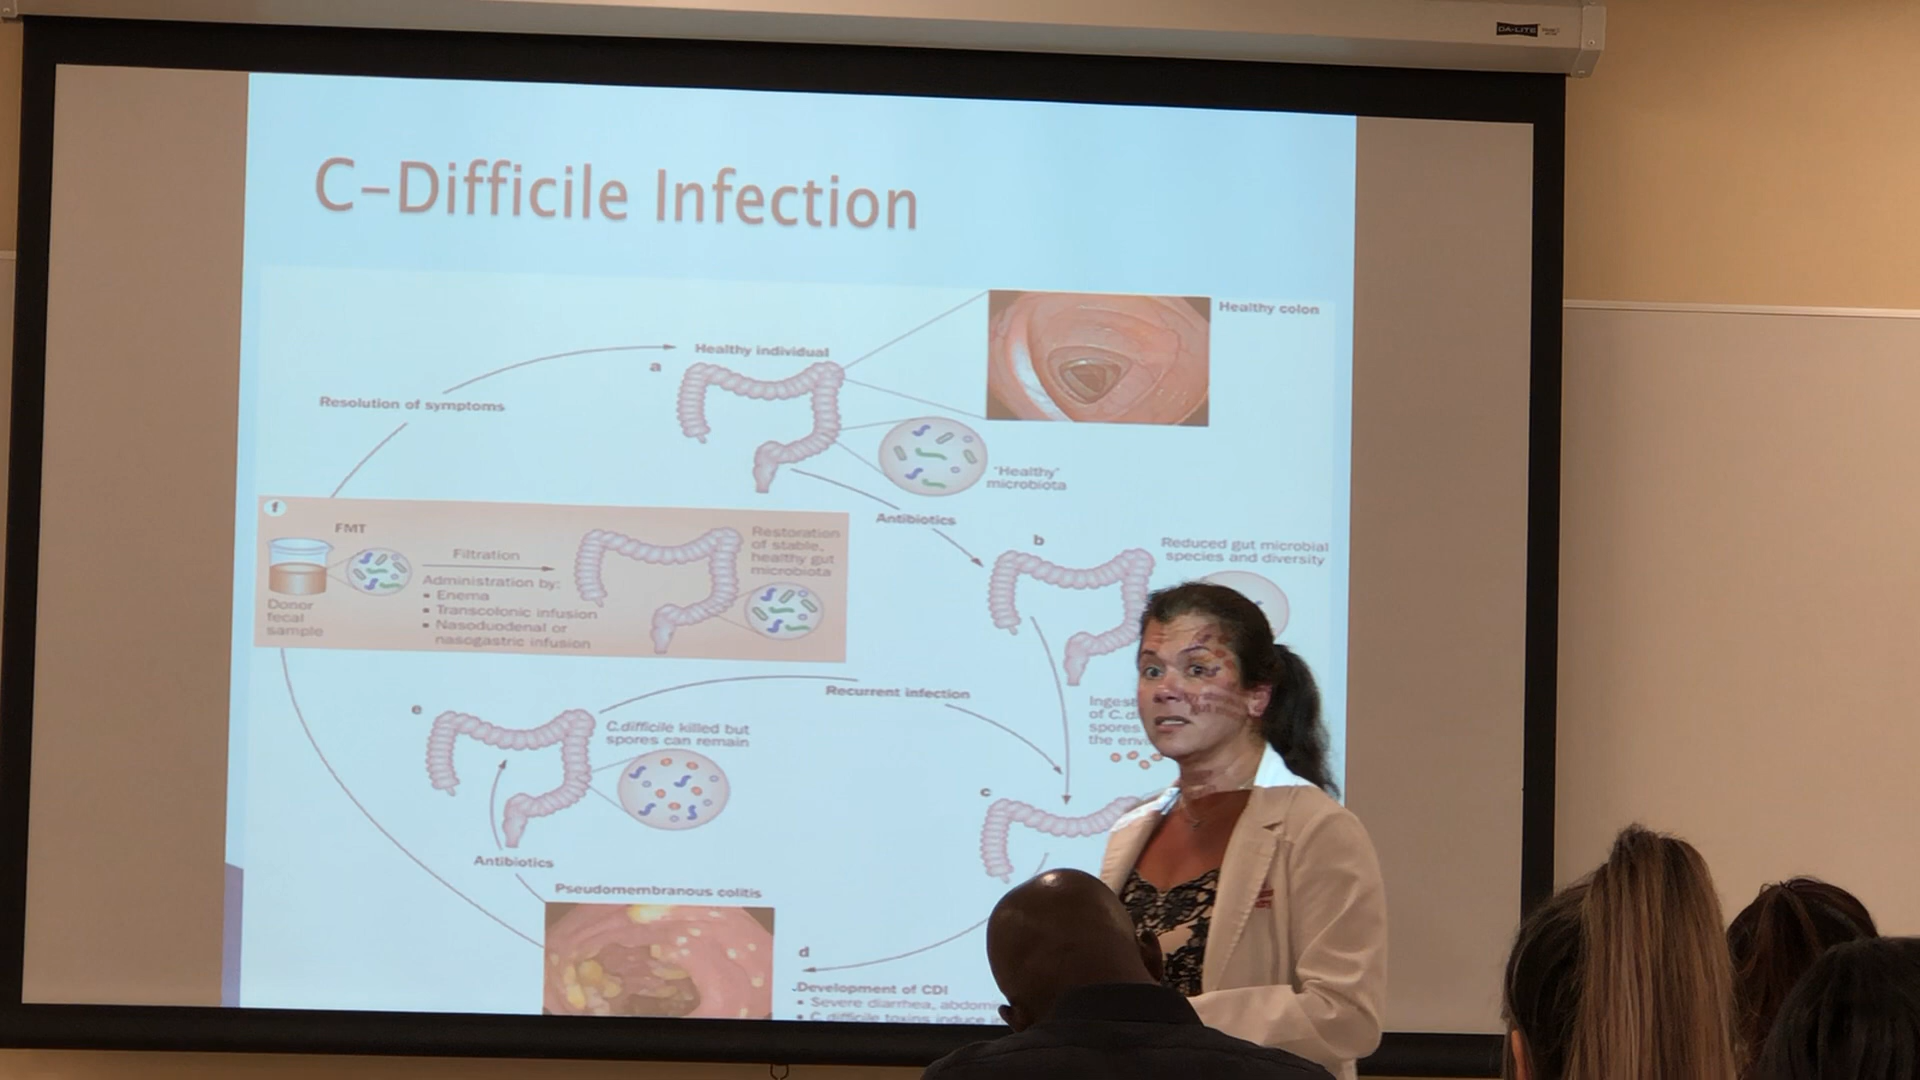 DA-LITE
C-Difficile Infection
Healthy colon
Healthy individual
a
Resolution of symptoms
"Healthy"
microbiota
Antibiotics
f
FMT
Filtration
Administration by:
▪ Enema
▪ Transcolonic infusion
▪ Nasoduodenal or
nasogastric infusion
Donor
fecal
sample
Restoration
of stable,
healthy gut
microbiota
b
Reduced gut microbial
species and diversity
Recurrent infection
e
C.difficile killed but
spores can remain
of C.d
spores
the
c
Antibiotics
Pseudomembranous colitis
d
Development of CDI
▪ Severe diarrhea,
▪ C difficile toxins induce